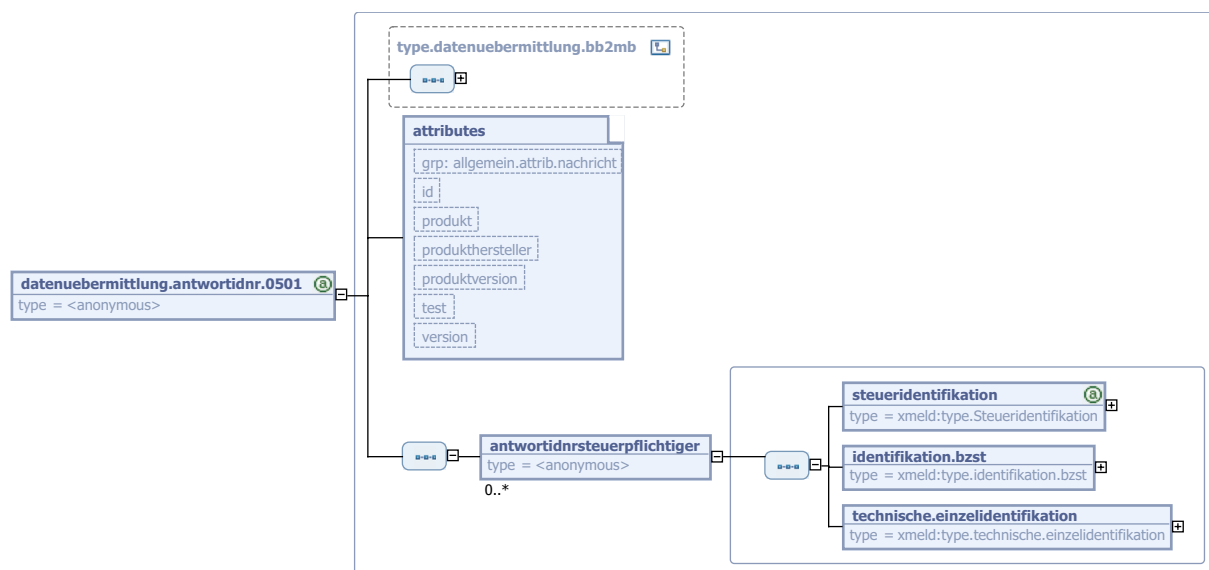 type.datenuebermittlung.bb2mb
attributes
grp: allgemein.attrib.nachricht
id
produkt
produkthersteller
produktversion
test
version
datenuebermittlung.antwortidnr.0501 a
type = <anonymous>
steueridentifikation a
type = xmeld:type.Steueridentifikation
antwortidnrsteuerpflichtiger
type = <anonymous>
0..*
identifikation.bzst
type = xmeld:type.identifikation.bzst
technische.einzelidentifikation
type = xmeld:type.technische.einzelidentifikation